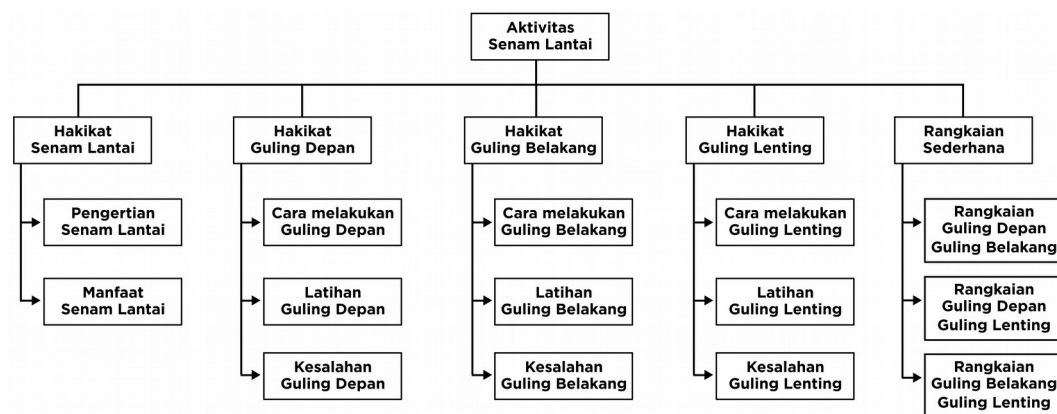 Aktivitas
Senam Lantai
Hakikat
Senam Lantai
Hakikat
Guling Depan
Hakikat
Guling Belakang
Hakikat
Guling Lenting
Rangkaian
Sederhana
Pengertian
Senam Lantai
Manfaat
Senam Lantai
Cara melakukan
Guling Depan
Latihan
Guling Depan
Kesalahan
Guling Depan
Cara melakukan
Guling Belakang
Latihan
Guling Belakang
Kesalahan
Guling Belakang
Cara melakukan
Guling Lenting
Latihan
Guling Lenting
Kesalahan
Guling Lenting
Rangkaian
Guling Depan
Guling Belakang
Rangkaian
Guling Depan
Guling Lenting
Rangkaian
Guling Belakang
Guling Lenting